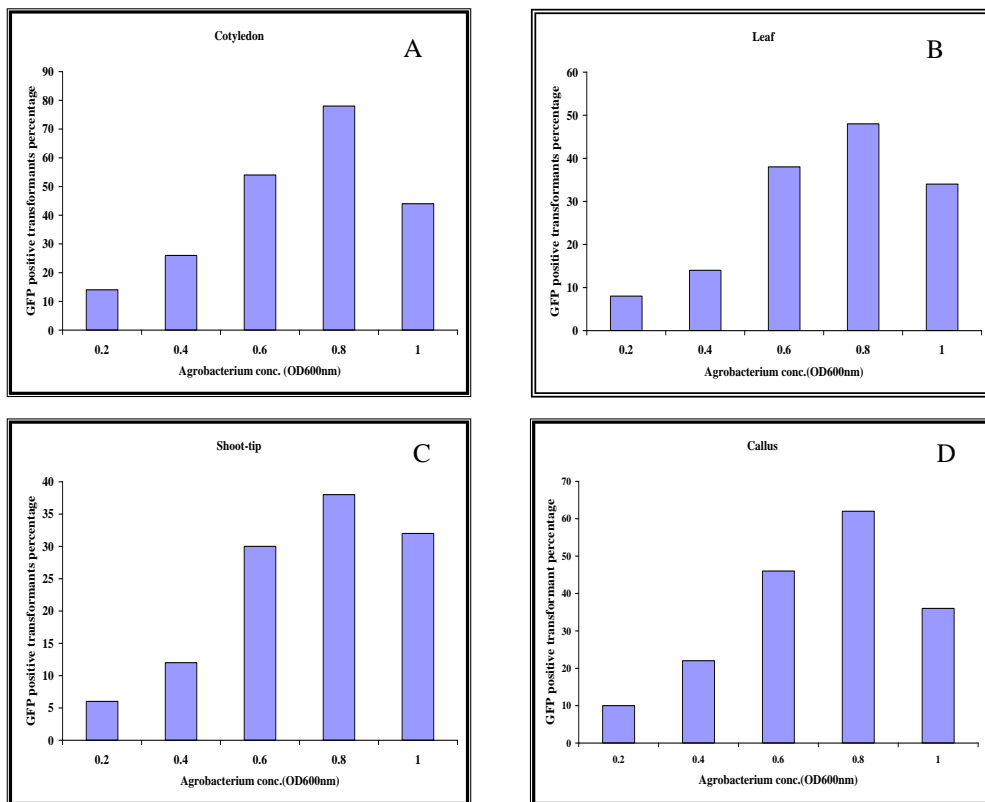 Cotyledon
A
GFP positive transformants percentage
90
80
70
60
50
40
30
20
10
0
0.2 0.4 0.6 0.8 1
Agrobacterium conc. (OD600nm)
Leaf
B
GFP positive transformants percentage
60
50
40
30
20
10
0
0.2 0.4 0.6 0.8 1
Agrobacterium conc. (OD600nm)
Shoot-tip
C
GFP positive transformants percentage
40
35
30
25
20
15
10
5
0
0.2 0.4 0.6 0.8 1
Agrobacterium conc.(OD600nm)
Callus
D
GFP positive transformant percentage
70
60
50
40
30
20
10
0
0.2 0.4 0.6 0.8 1
Agrobacterium conc.(OD600nm)